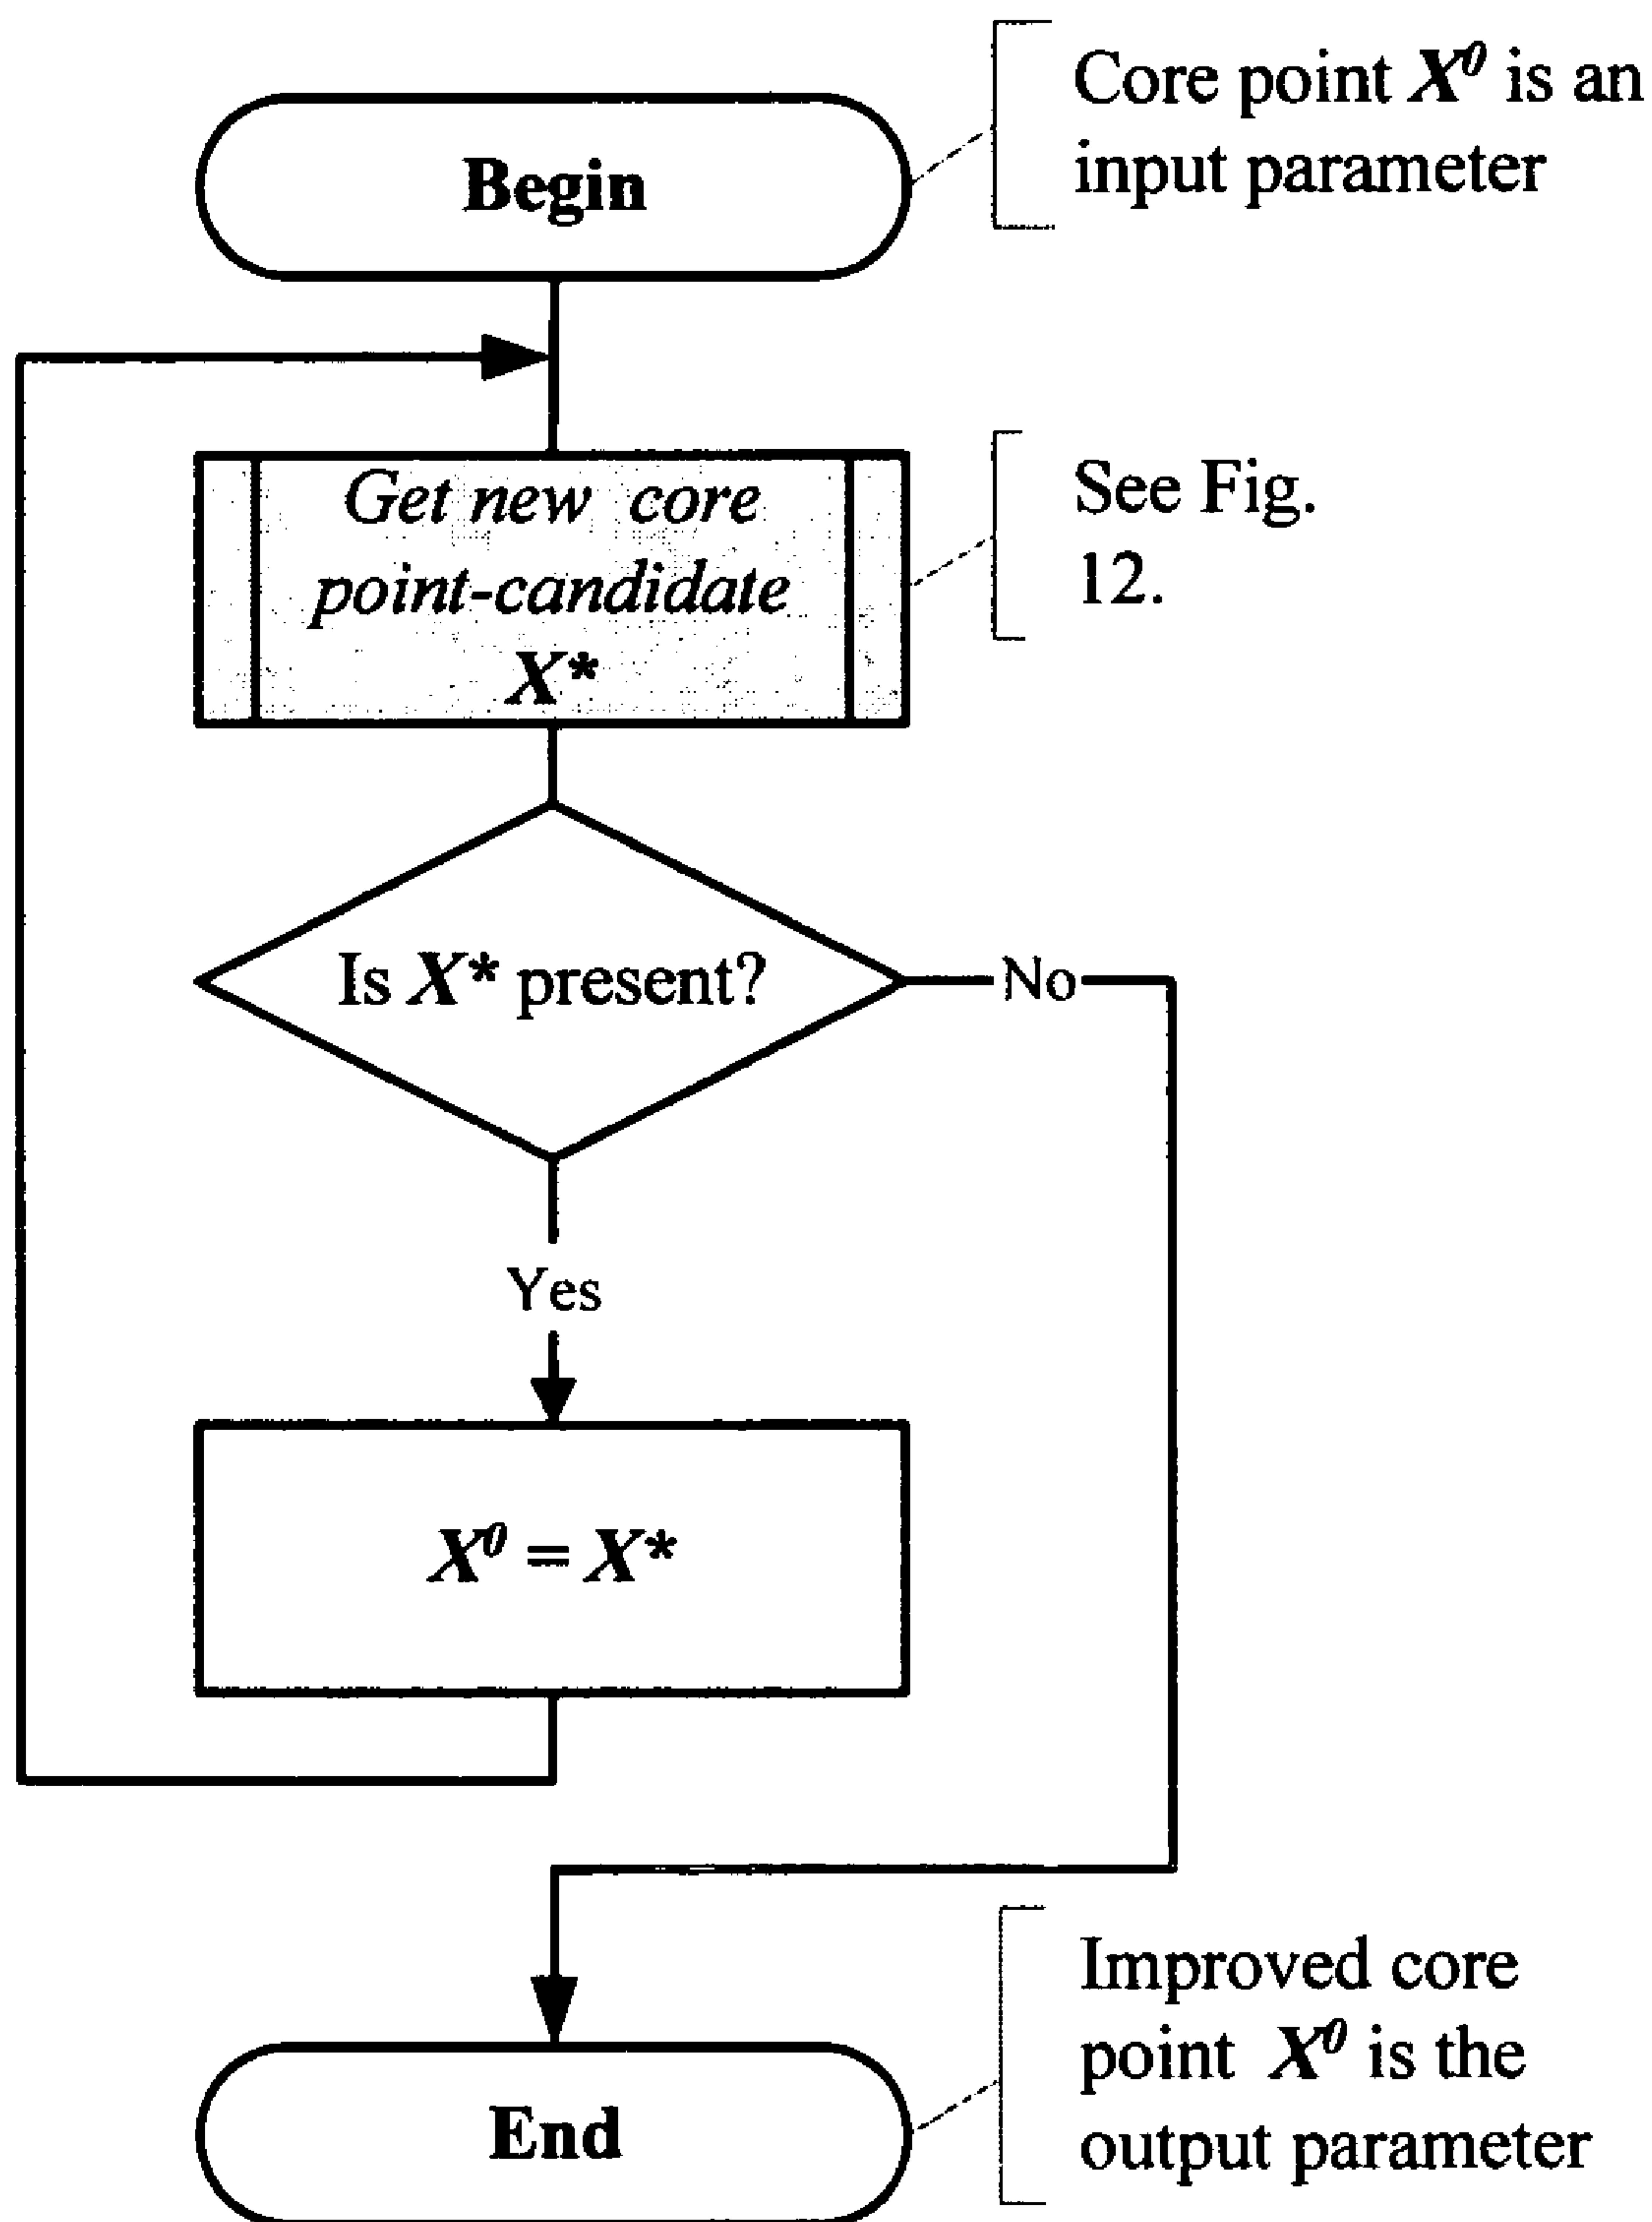 Core point X⁰ is an
input parameter
Begin
Get new core
point-candidate
X*
See Fig.
12.
Is X* present?
No
Yes
X⁰ = X*
Improved core
point X⁰ is the
output parameter
End